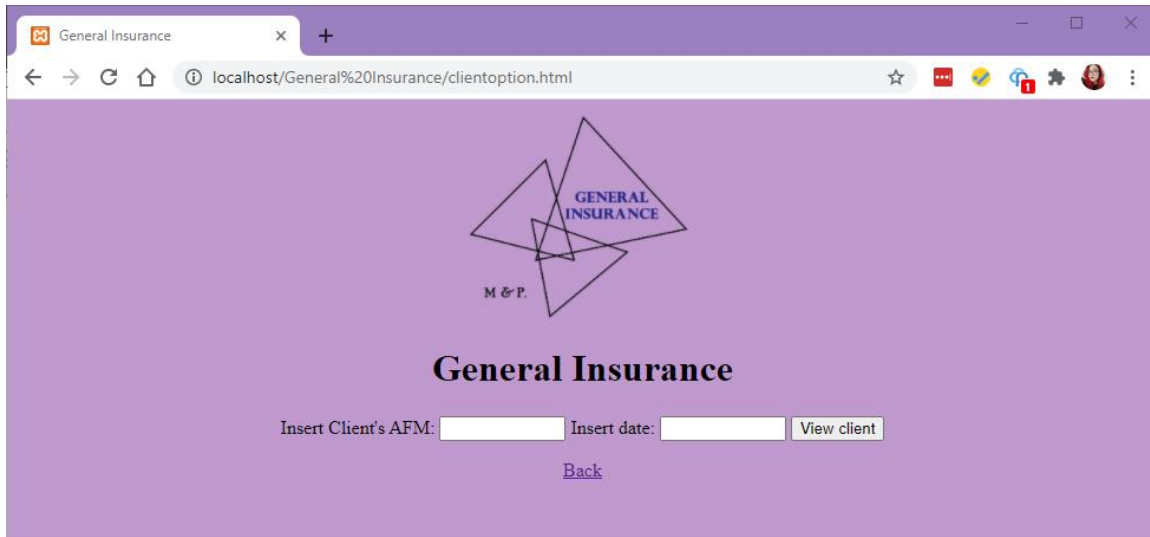 General Insurance
localhost/General%20Insurance/clientoption.html
1
GENERAL
INSURANCE
M & P.
General Insurance
Insert Client's AFM: Insert date: View client
Back